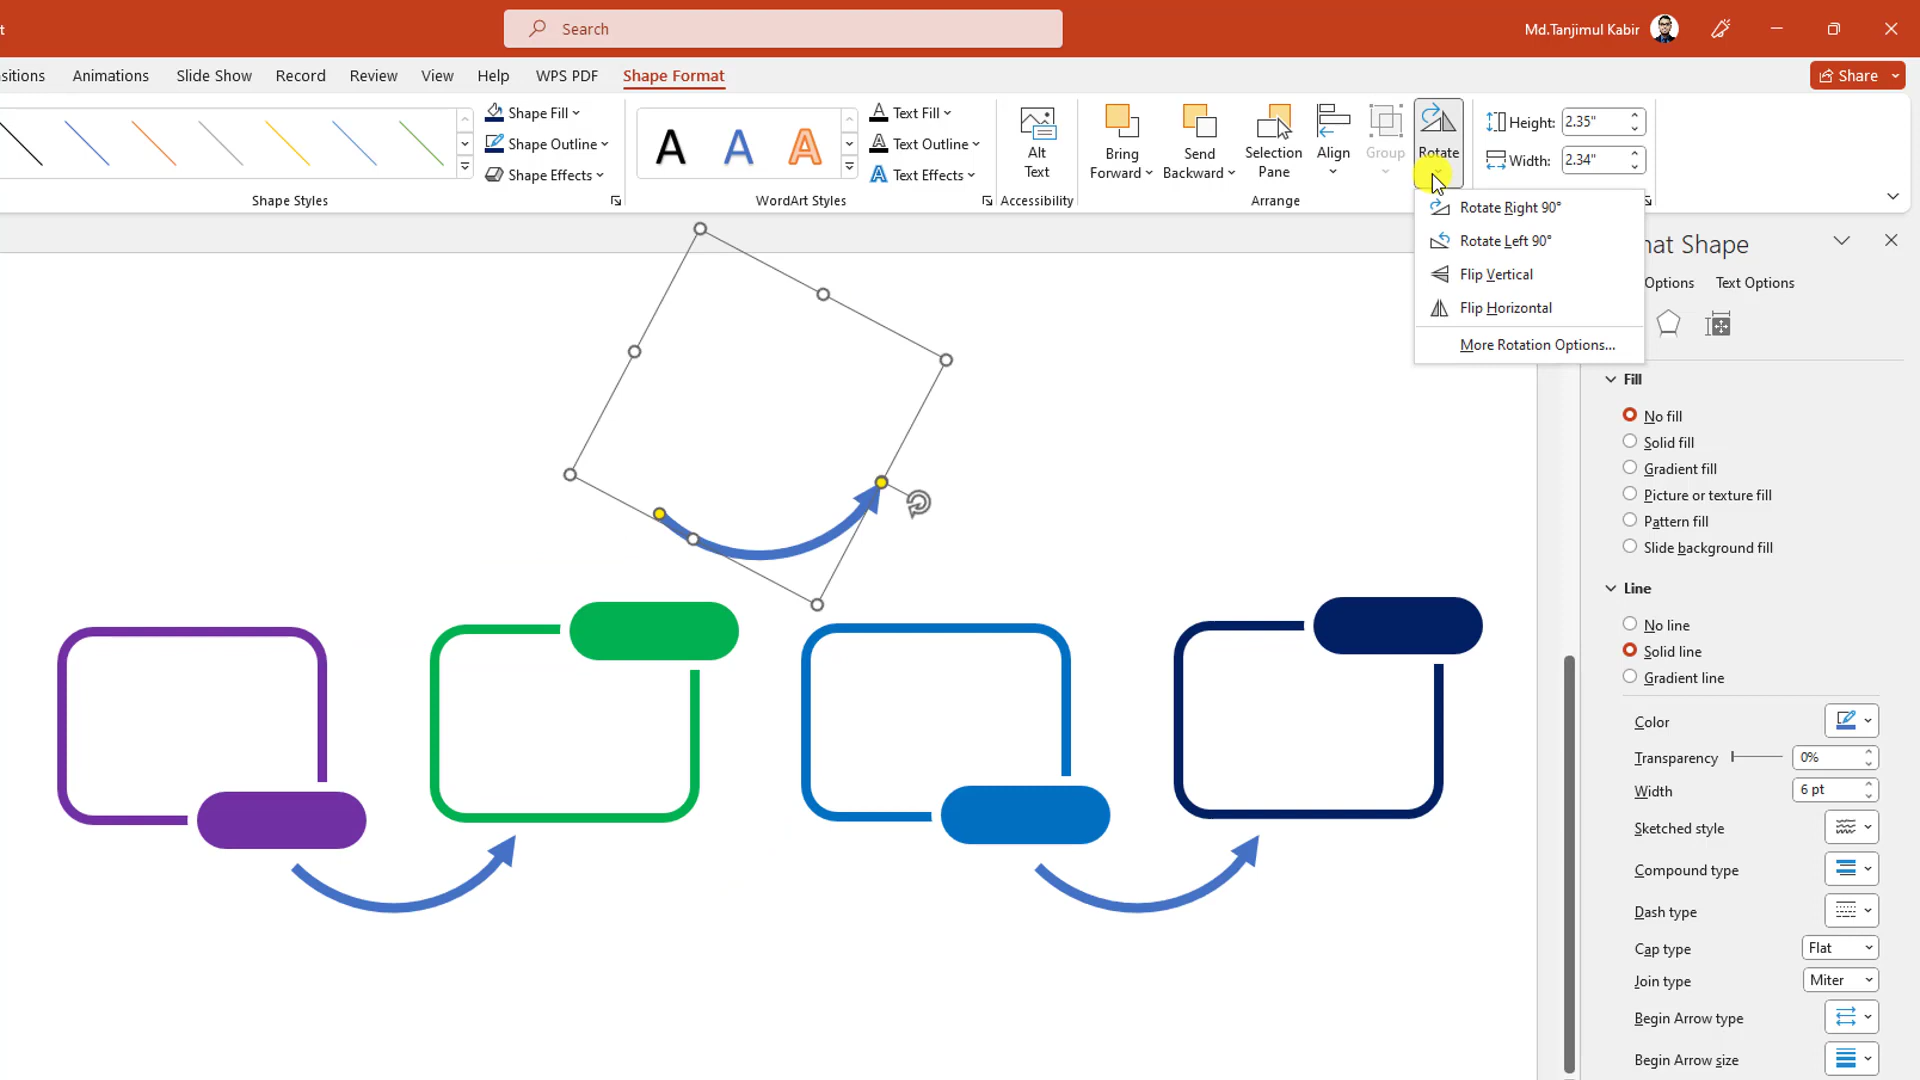 t
Search
Md.Tanjimul Kabir
sitions Animations Slide Show Record Review View Help WPS PDF Shape Format
Share
Shape Fill
Shape Outline
Shape Effects
Shape Styles
A A A
Text Fill
Text Outline
Text Effects
WordArt Styles
Alt
Text
Accessibility
Bring
Forward
Send
Backward
Selection
Pane
Align
Group
Rotate
Arrange
Height: 2.35"
Width: 2.34"
Rotate Right 90°
Rotate Left 90°
Flip Vertical
Flip Horizontal
More Rotation Options...
mat Shape
Options Text Options
Fill
No fill
Solid fill
Gradient fill
Picture or texture fill
Pattern fill
Slide background fill
Line
No line
Solid line
Gradient line
Color
Transparency 0%
Width 6 pt
Sketched style
Compound type
Dash type
Cap type Flat
Join type Miter
Begin Arrow type
Begin Arrow size